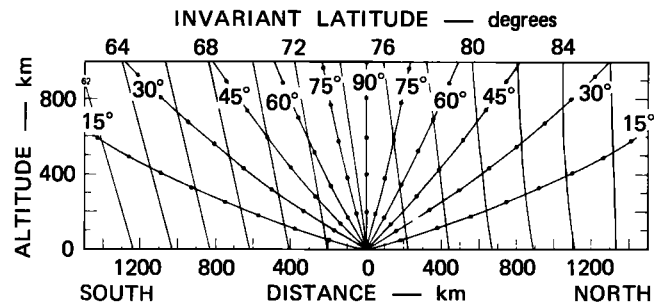 INVARIANT LATITUDE — degrees
64 68 72 76 80 84
62
ALTITUDE — km
800
400
0
15° 30° 45° 60° 75° 90° 75° 60° 45° 30° 15°
1200 800 400 0 400 800 1200
SOUTH DISTANCE — km NORTH